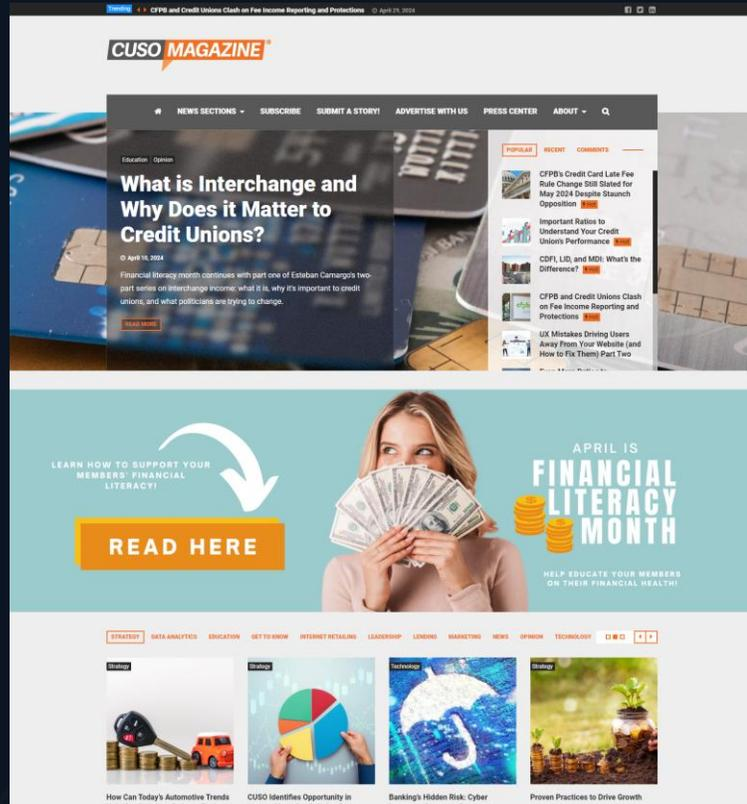 Trending CFPB and Credit Unions Clash on Fee Income Reporting and Protections April 29, 2024
CUSO MAGAZINE®
NEWS SECTIONS SUBSCRIBE SUBMIT A STORY! ADVERTISE WITH US PRESS CENTER ABOUT
Education Opinion
What is Interchange and
Why Does it Matter to
Credit Unions?
April 10, 2024
Financial literacy month continues with part one of Esteban Camargo's two-
part series on interchange income: what it is, why it's important to credit
unions, and what politicians are trying to change.
READ MORE
POPULAR RECENT COMMENTS
CFPB's Credit Card Late Fee
Rule Change Still Slated for
May 2024 Despite Staunch
Opposition
Important Ratios to
Understand Your Credit
Union's Performance
CDFI, LID, and MDI: What's the
Difference?
CFPB and Credit Unions Clash
on Fee Income Reporting and
Protections
UX Mistakes Driving Users
Away From Your Website (and
How to Fix Them) Part Two
LEARN HOW TO SUPPORT YOUR
MEMBERS' FINANCIAL
LITERACY!
READ HERE
APRIL IS
FINANCIAL
LITERACY
MONTH
HELP EDUCATE YOUR MEMBERS
ON THEIR FINANCIAL HEALTH!
STRATEGY DATA ANALYTICS EDUCATION GET TO KNOW INTERNET RETAILING LEADERSHIP LENDING MARKETING NEWS OPINION TECHNOLOGY
Strategy
How Can Today's Automotive Trends
Strategy
CUSO Identifies Opportunity in
Technology
Banking's Hidden Risk: Cyber
Strategy
Proven Practices to Drive Growth